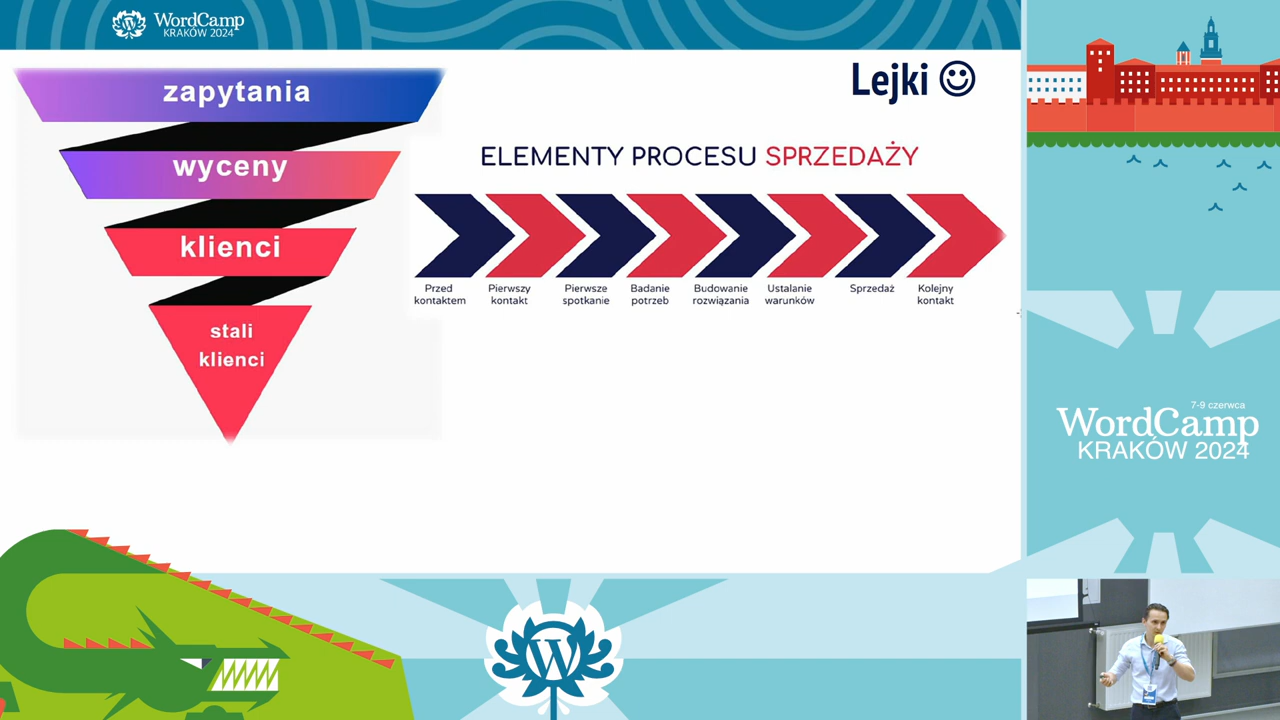 WordCamp
KRAKÓW 2024
Lejki ☺
zapytania
wyceny
klienci
stali
klienci
ELEMENTY PROCESU SPRZEDAŻY
Przed
kontaktem
Pierwszy
kontakt
Pierwsze
spotkanie
Badanie
potrzeb
Budowanie
rozwiązania
Ustalanie
warunków
Sprzedaż
Kolejny
kontakt
7-9 czerwca
WordCamp
KRAKÓW 2024
W